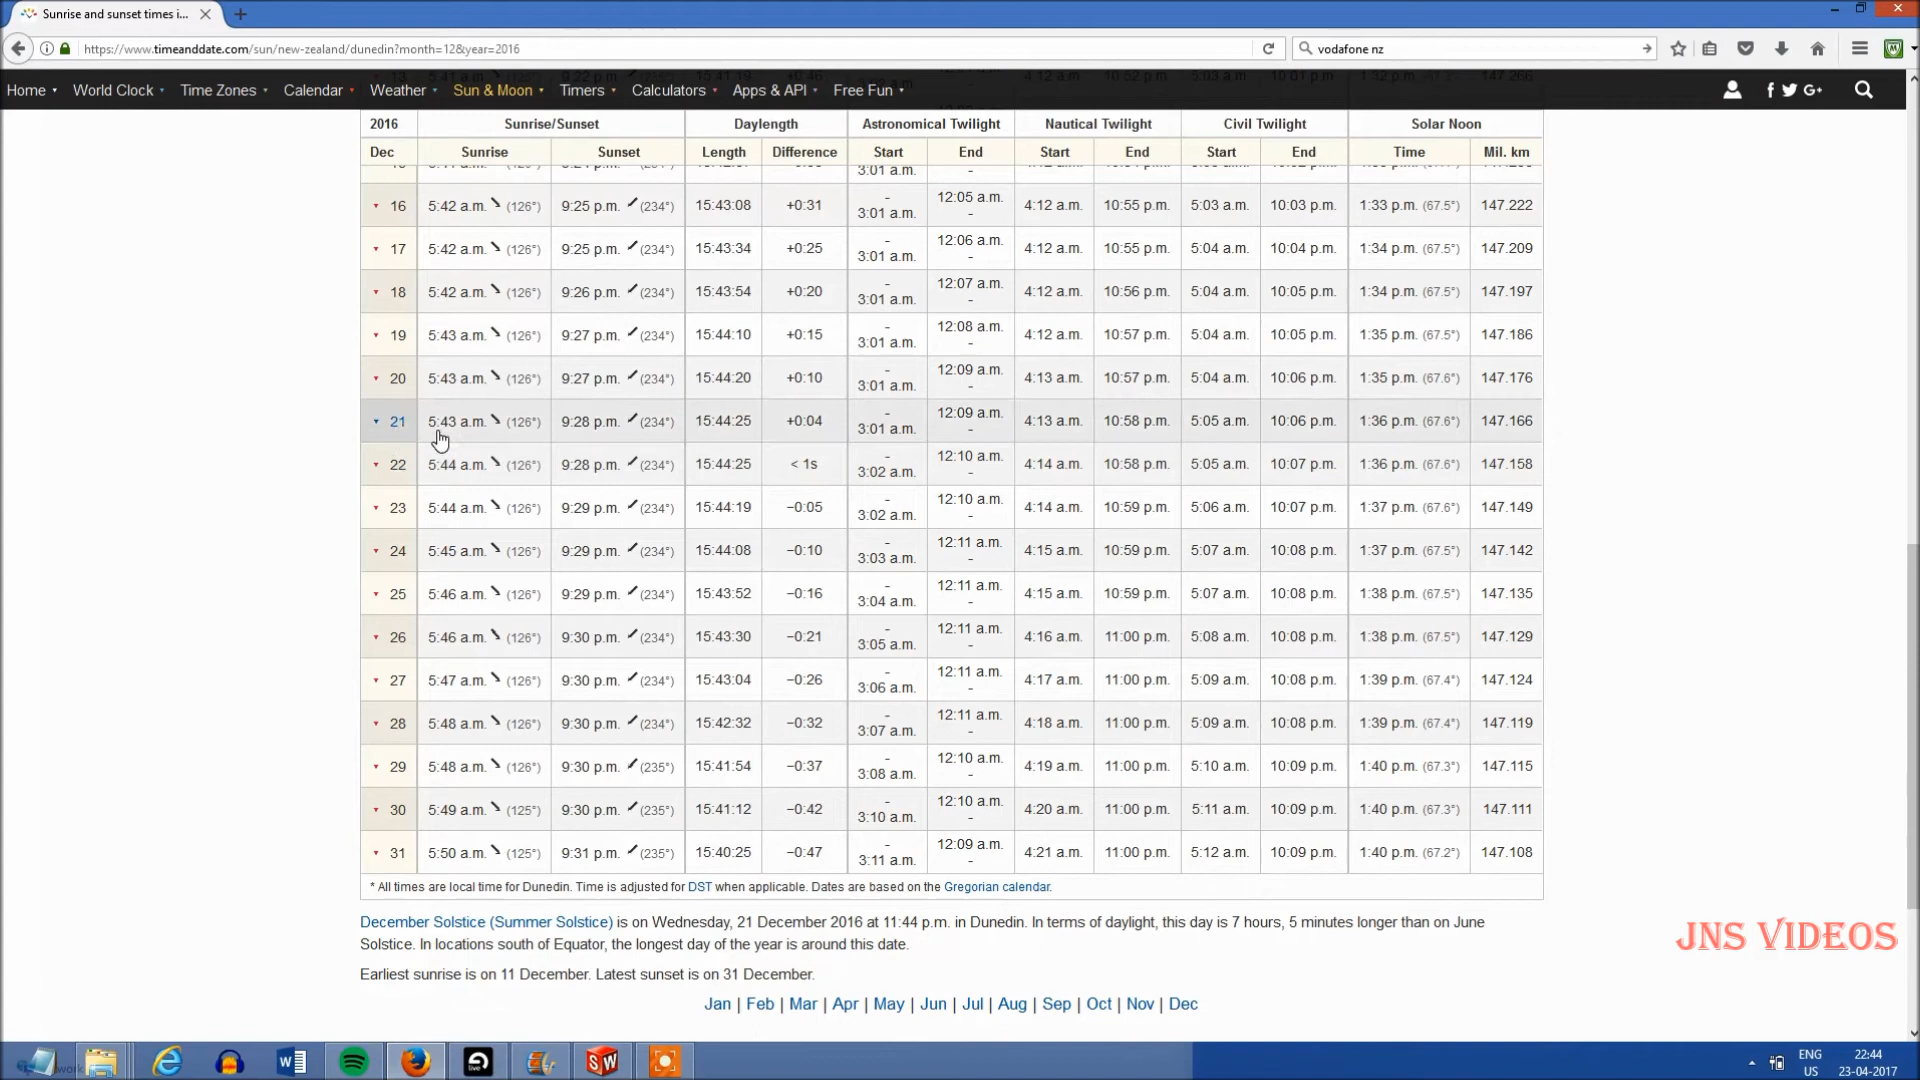 Sunrise and sunset times i...
https://www.timeanddate.com/sun/new-zealand/dunedin?month=12&year=2016
vodafone nz
Home World Clock Time Zones Calendar Weather Sun & Moon Timers Calculators Apps & API Free Fun
2016 Sunrise/Sunset Daylength Astronomical Twilight Nautical Twilight Civil Twilight Solar Noon
Dec Sunrise Sunset Length Difference Start End Start End Start End Time Mil. km
3:01 a.m. -
16 5:42 a.m. (126°) 9:25 p.m. (234°) 15:43:08 +0:31 - 3:01 a.m. 12:05 a.m. - 4:12 a.m. 10:55 p.m. 5:03 a.m. 10:03 p.m. 1:33 p.m. (67.5°) 147.222
17 5:42 a.m. (126°) 9:25 p.m. (234°) 15:43:34 +0:25 - 3:01 a.m. 12:06 a.m. - 4:12 a.m. 10:55 p.m. 5:04 a.m. 10:04 p.m. 1:34 p.m. (67.5°) 147.209
18 5:42 a.m. (126°) 9:26 p.m. (234°) 15:43:54 +0:20 - 3:01 a.m. 12:07 a.m. - 4:12 a.m. 10:56 p.m. 5:04 a.m. 10:05 p.m. 1:34 p.m. (67.5°) 147.197
19 5:43 a.m. (126°) 9:27 p.m. (234°) 15:44:10 +0:15 - 3:01 a.m. 12:08 a.m. - 4:12 a.m. 10:57 p.m. 5:04 a.m. 10:05 p.m. 1:35 p.m. (67.5°) 147.186
20 5:43 a.m. (126°) 9:27 p.m. (234°) 15:44:20 +0:10 - 3:01 a.m. 12:09 a.m. - 4:13 a.m. 10:57 p.m. 5:04 a.m. 10:06 p.m. 1:35 p.m. (67.6°) 147.176
21 5:43 a.m. (126°) 9:28 p.m. (234°) 15:44:25 +0:04 - 3:01 a.m. 12:09 a.m. - 4:13 a.m. 10:58 p.m. 5:05 a.m. 10:06 p.m. 1:36 p.m. (67.6°) 147.166
22 5:44 a.m. (126°) 9:28 p.m. (234°) 15:44:25 < 1s - 3:02 a.m. 12:10 a.m. - 4:14 a.m. 10:58 p.m. 5:05 a.m. 10:07 p.m. 1:36 p.m. (67.6°) 147.158
23 5:44 a.m. (126°) 9:29 p.m. (234°) 15:44:19 −0:05 - 3:02 a.m. 12:10 a.m. - 4:14 a.m. 10:59 p.m. 5:06 a.m. 10:07 p.m. 1:37 p.m. (67.6°) 147.149
24 5:45 a.m. (126°) 9:29 p.m. (234°) 15:44:08 −0:10 - 3:03 a.m. 12:11 a.m. - 4:15 a.m. 10:59 p.m. 5:07 a.m. 10:08 p.m. 1:37 p.m. (67.5°) 147.142
25 5:46 a.m. (126°) 9:29 p.m. (234°) 15:43:52 −0:16 - 3:04 a.m. 12:11 a.m. - 4:15 a.m. 10:59 p.m. 5:07 a.m. 10:08 p.m. 1:38 p.m. (67.5°) 147.135
26 5:46 a.m. (126°) 9:30 p.m. (234°) 15:43:30 −0:21 - 3:05 a.m. 12:11 a.m. - 4:16 a.m. 11:00 p.m. 5:08 a.m. 10:08 p.m. 1:38 p.m. (67.5°) 147.129
27 5:47 a.m. (126°) 9:30 p.m. (234°) 15:43:04 −0:26 - 3:06 a.m. 12:11 a.m. - 4:17 a.m. 11:00 p.m. 5:09 a.m. 10:08 p.m. 1:39 p.m. (67.4°) 147.124
28 5:48 a.m. (126°) 9:30 p.m. (234°) 15:42:32 −0:32 - 3:07 a.m. 12:11 a.m. - 4:18 a.m. 11:00 p.m. 5:09 a.m. 10:08 p.m. 1:39 p.m. (67.4°) 147.119
29 5:48 a.m. (126°) 9:30 p.m. (235°) 15:41:54 −0:37 - 3:08 a.m. 12:10 a.m. - 4:19 a.m. 11:00 p.m. 5:10 a.m. 10:09 p.m. 1:40 p.m. (67.3°) 147.115
30 5:49 a.m. (125°) 9:30 p.m. (235°) 15:41:12 −0:42 - 3:10 a.m. 12:10 a.m. - 4:20 a.m. 11:00 p.m. 5:11 a.m. 10:09 p.m. 1:40 p.m. (67.3°) 147.111
31 5:50 a.m. (125°) 9:31 p.m. (235°) 15:40:25 −0:47 - 3:11 a.m. 12:09 a.m. - 4:21 a.m. 11:00 p.m. 5:12 a.m. 10:09 p.m. 1:40 p.m. (67.2°) 147.108
* All times are local time for Dunedin. Time is adjusted for DST when applicable. Dates are based on the Gregorian calendar.
December Solstice (Summer Solstice) is on Wednesday, 21 December 2016 at 11:44 p.m. in Dunedin. In terms of daylight, this day is 7 hours, 5 minutes longer than on June
Solstice. In locations south of Equator, the longest day of the year is around this date.
Earliest sunrise is on 11 December. Latest sunset is on 31 December.
Jan | Feb | Mar | Apr | May | Jun | Jul | Aug | Sep | Oct | Nov | Dec
JNS VIDEOS
ENG 22:44
US 23-04-2017